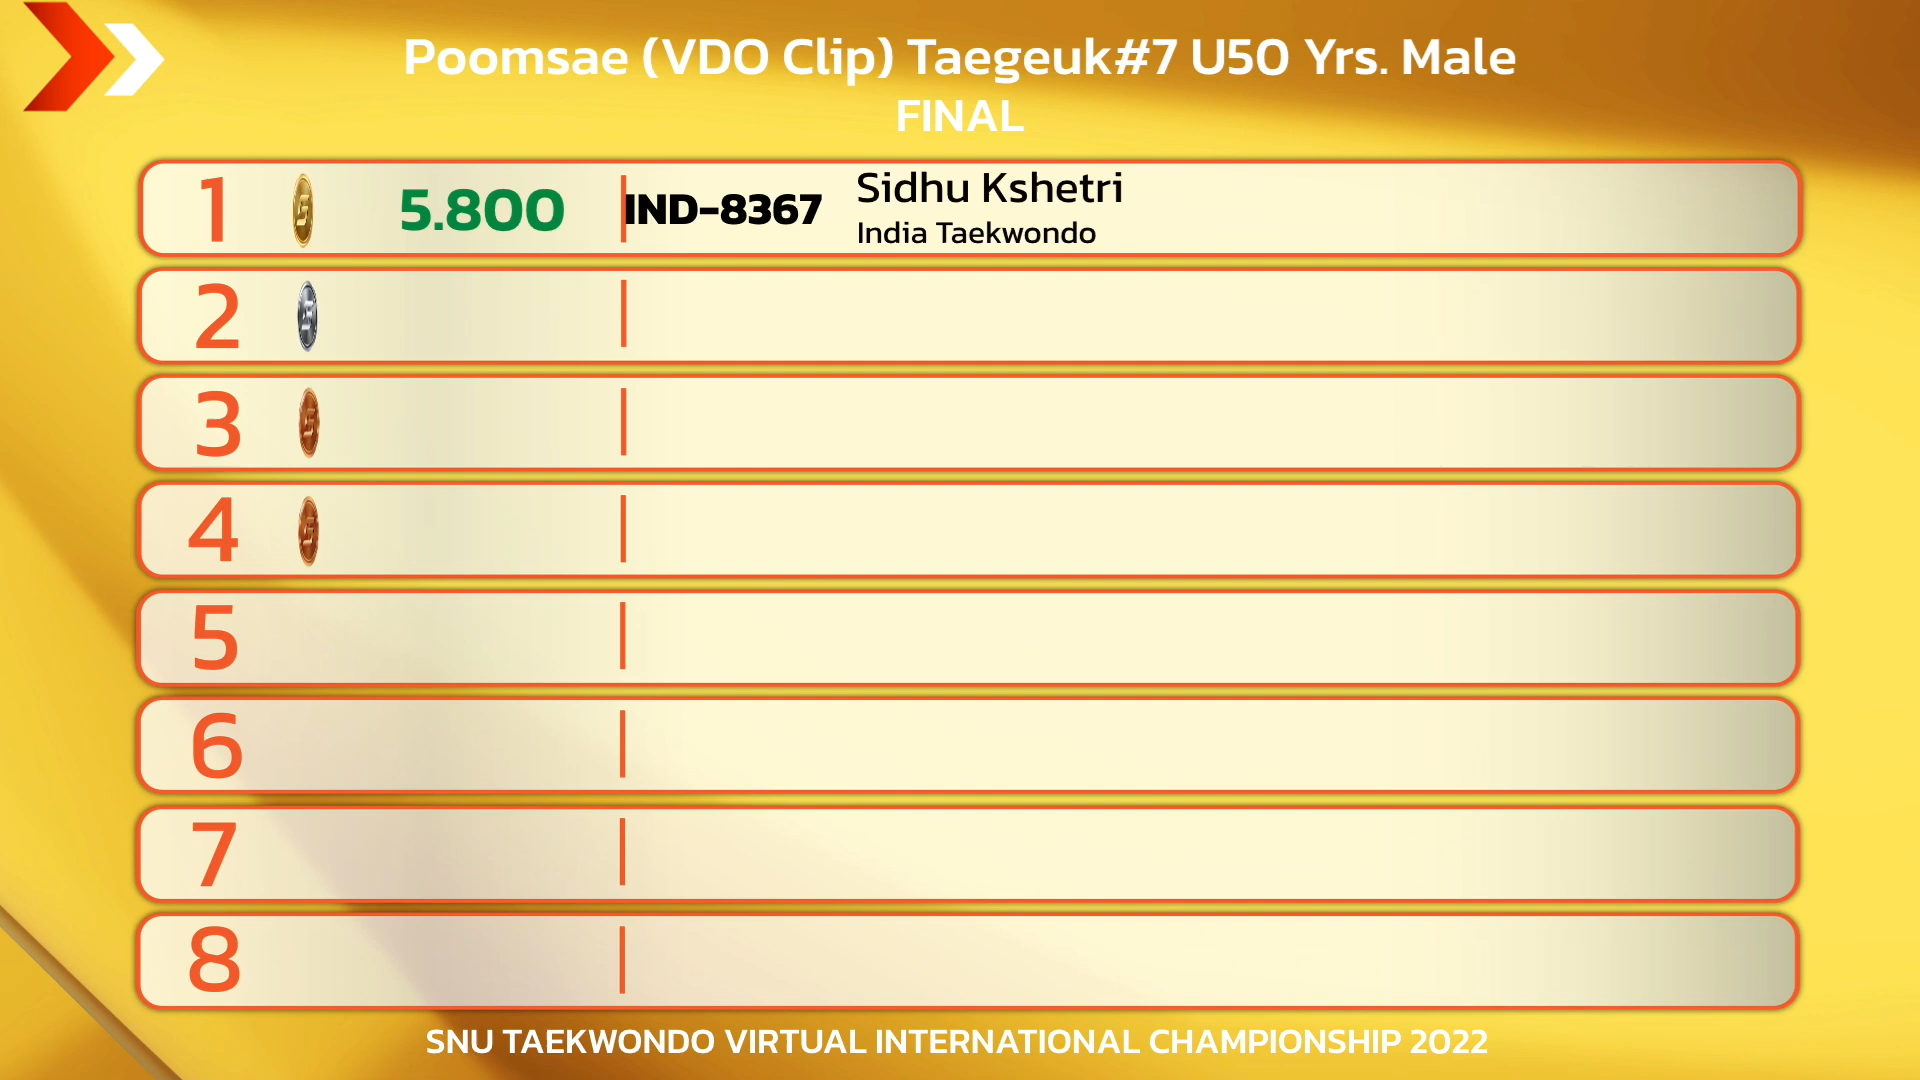 Poomsae (VDO Clip) Taegeuk#7 U50 Yrs. Male
FINAL
1 5.800 IND-8367 Sidhu Kshetri
India Taekwondo
2
3
4
5
6
7
8
SNU TAEKWONDO VIRTUAL INTERNATIONAL CHAMPIONSHIP 2022